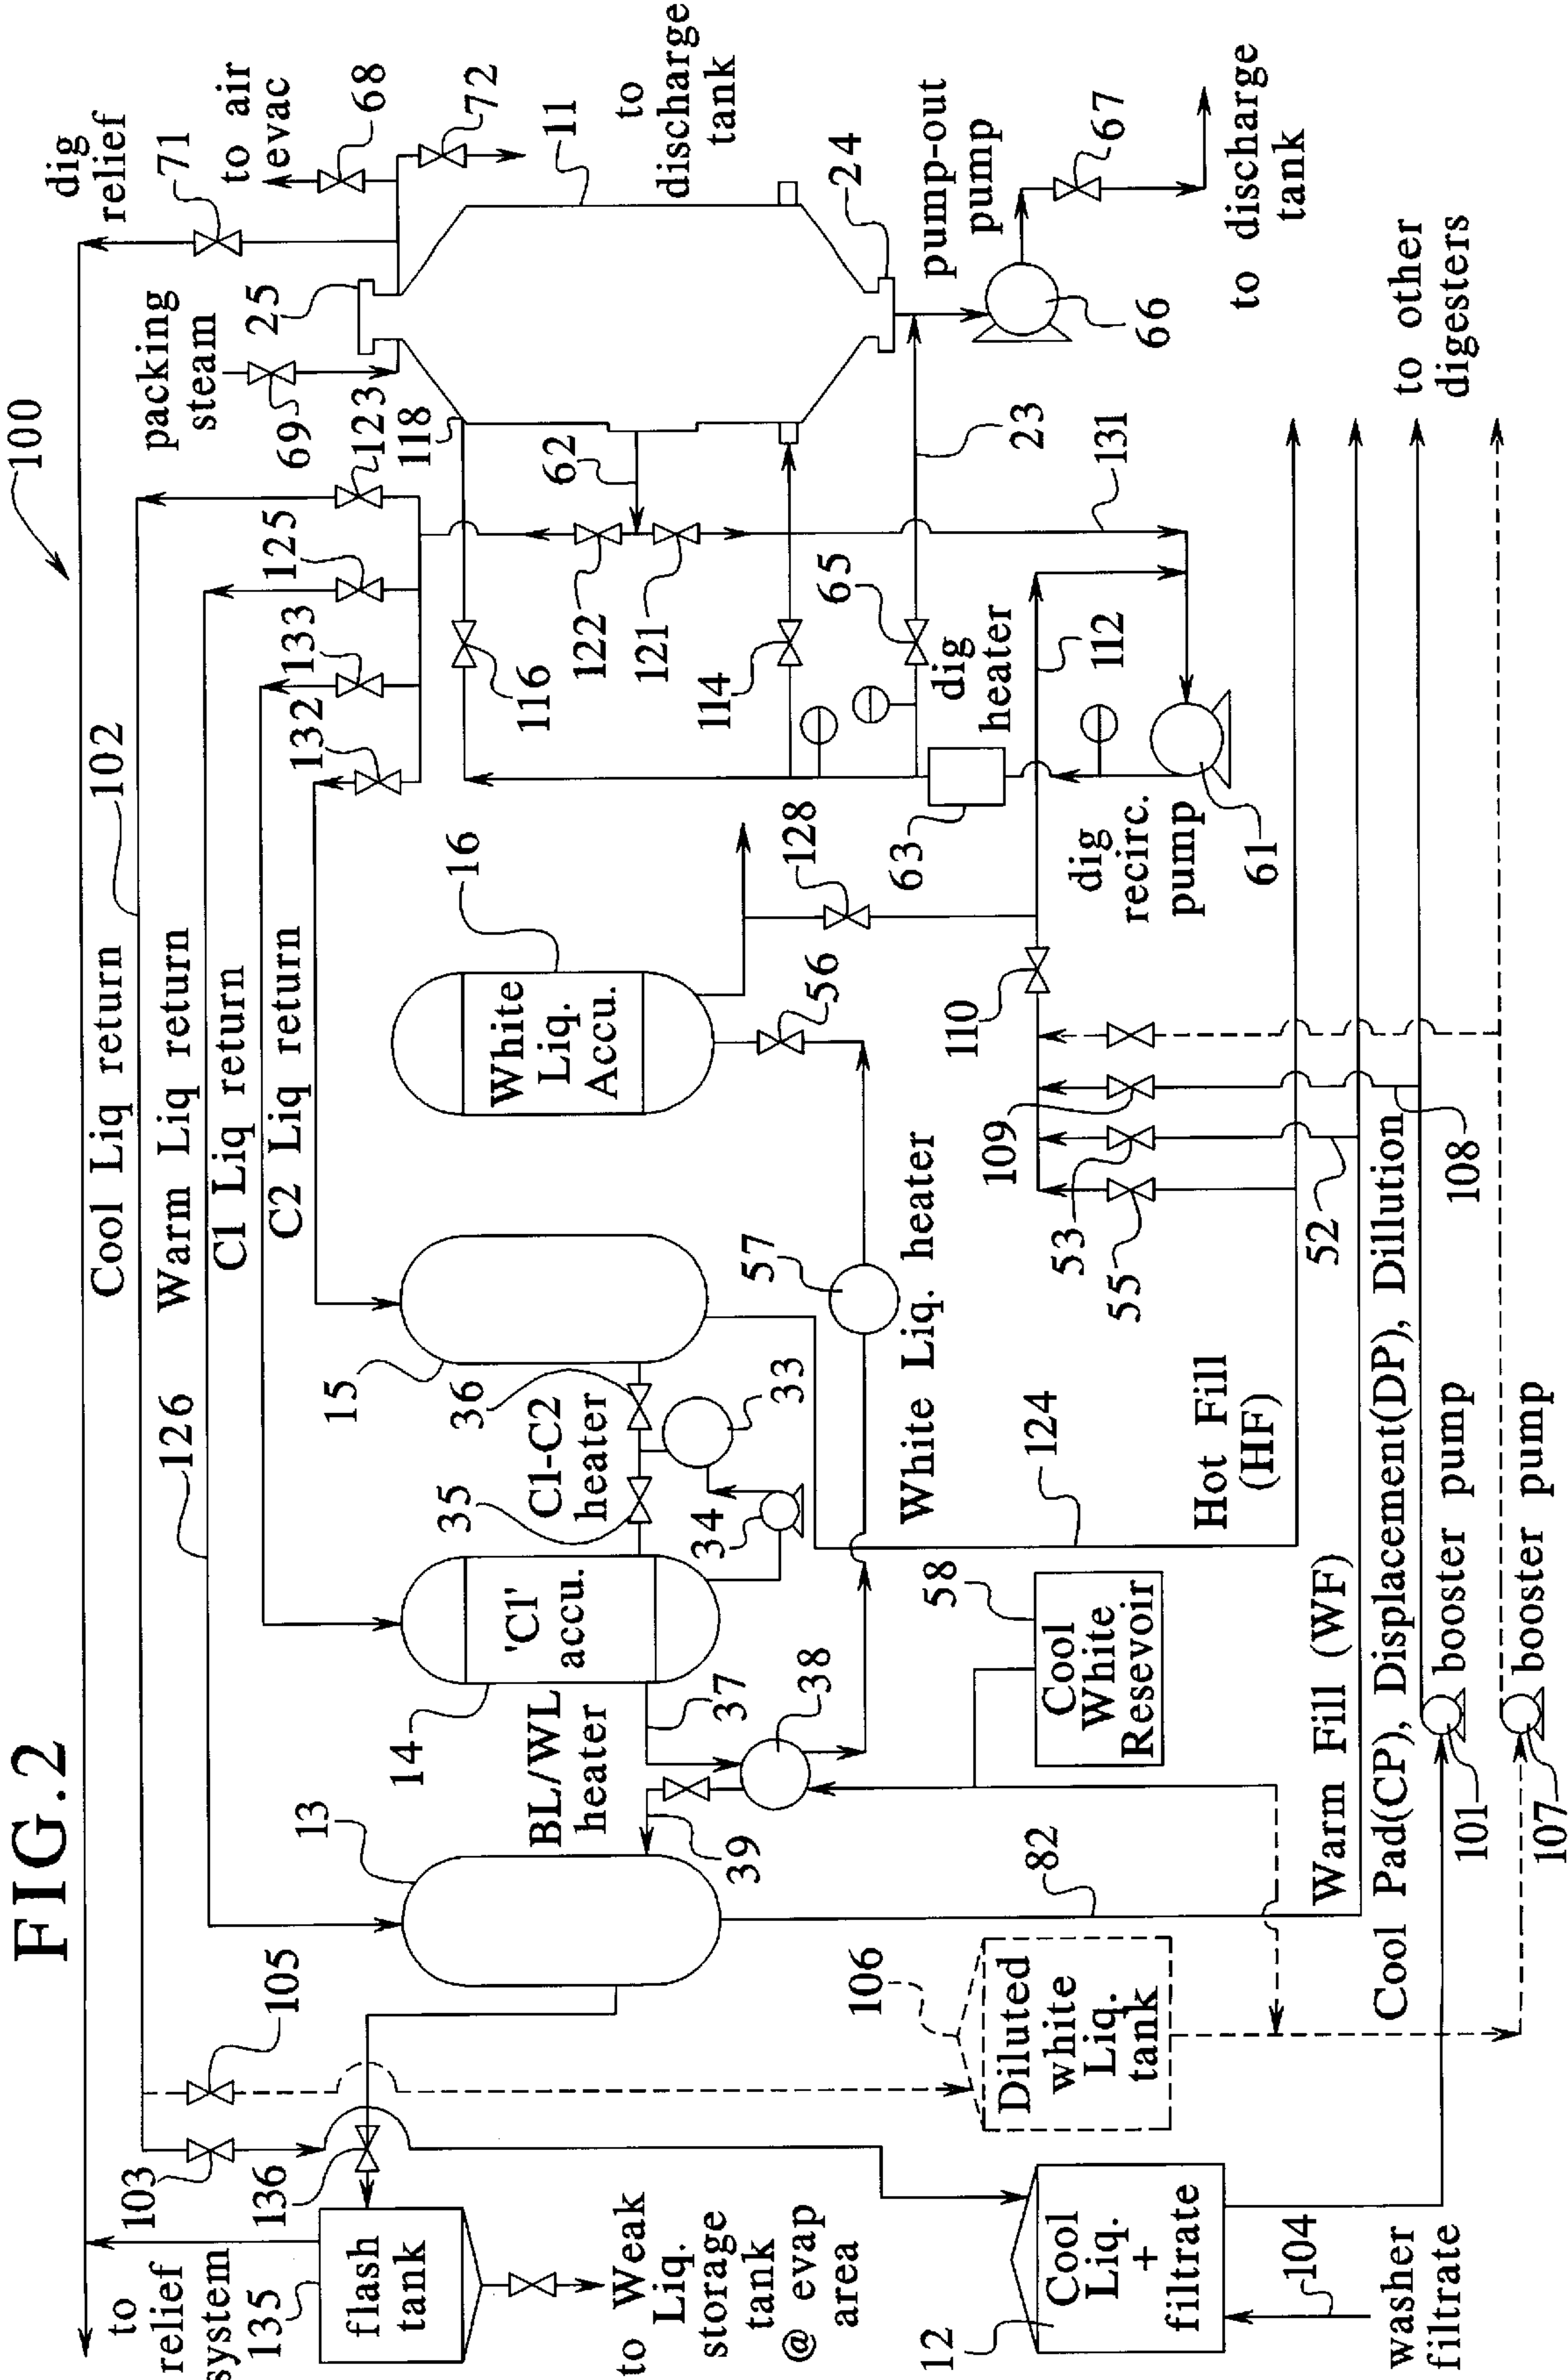 FIG.2
100
dig
relief
71
to air
evac
68
72
packing
steam
69
25
11
to
discharge
tank
24
pump-out
pump
67
66
to discharge
tank
Cool Liq return
102
Warm Liq return
126
C1 Liq return
C2 Liq return
123
125
133
132
118
62
116
122
121
114
65
23
131
dig
heater
63
112
dig
recirc.
pump
61
16
White
Liq.
Accu.
128
56
110
109
53
55
52
108
15
36
C1-C2
heater
35
33
34
57
White Liq. heater
124
Hot Fill
(HF)
14
'C1'
accu.
BL/WL
heater
37
38
39
58
Cool
White
Resevoir
13
82
Warm Fill (WF)
Cool Pad(CP), Displacement(DP), Dillution
to other
digesters
booster pump
101
booster pump
107
103
105
106
Diluted
white
Liq.
tank
136
to
relief
system
135
flash
tank
to Weak
Liq.
storage
tank
@ evap
area
12
Cool
Liq.
+
filtrate
104
washer
filtrate